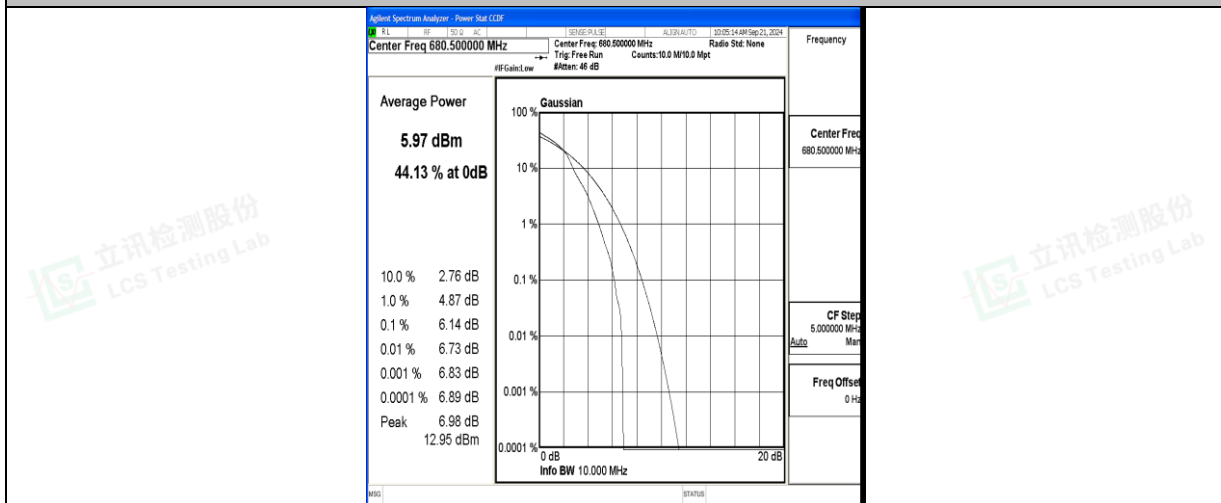 Agilent Spectrum Analyzer - Power Stat CCDF
RL RF 50 Ω AC SENSE:PULSE ALIGNAUTO 10:05:14 AM Sep 21, 2024
Center Freq 680.500000 MHz
Center Freq: 680.500000 MHz Radio Std: None
Trig: Free Run Counts:10.0 M/10.0 Mpt
#IFGain:Low #Atten: 46 dB
Frequency
Average Power
5.97 dBm
44.13 % at 0dB
10.0 % 2.76 dB
1.0 % 4.87 dB
0.1 % 6.14 dB
0.01 % 6.73 dB
0.001 % 6.83 dB
0.0001 % 6.89 dB
Peak 6.98 dB
12.95 dBm
Gaussian
100 %
10 %
1 %
0.1 %
0.01 %
0.001 %
0.0001 %
0 dB 20 dB
Info BW 10.000 MHz
Center Freq
680.500000 MHz
CF Step
5.000000 MHz
Auto Man
Freq Offset
0 Hz
MSG STATUS
立讯检测股份
LCS Testing Lab
立讯检测股份
LCS Testing Lab